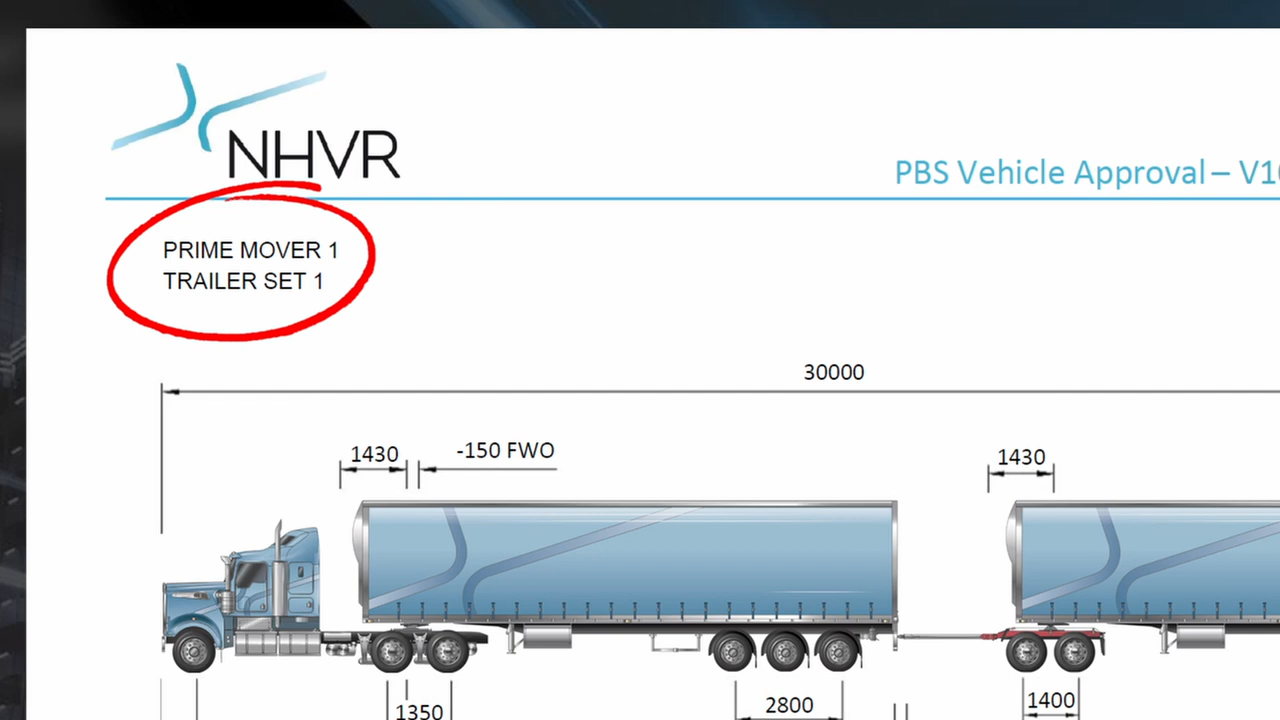 NHVR
PBS Vehicle Approval – V1
PRIME MOVER 1
TRAILER SET 1
30000
1430
-150 FWO
1430
1350
2800
1400